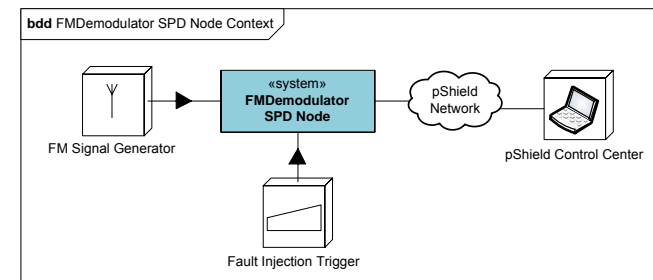 bdd FMDemodulator SPD Node Context
«system»
FMDemodulator
SPD Node
pShield
Network
FM Signal Generator
pShield Control Center
Fault Injection Trigger